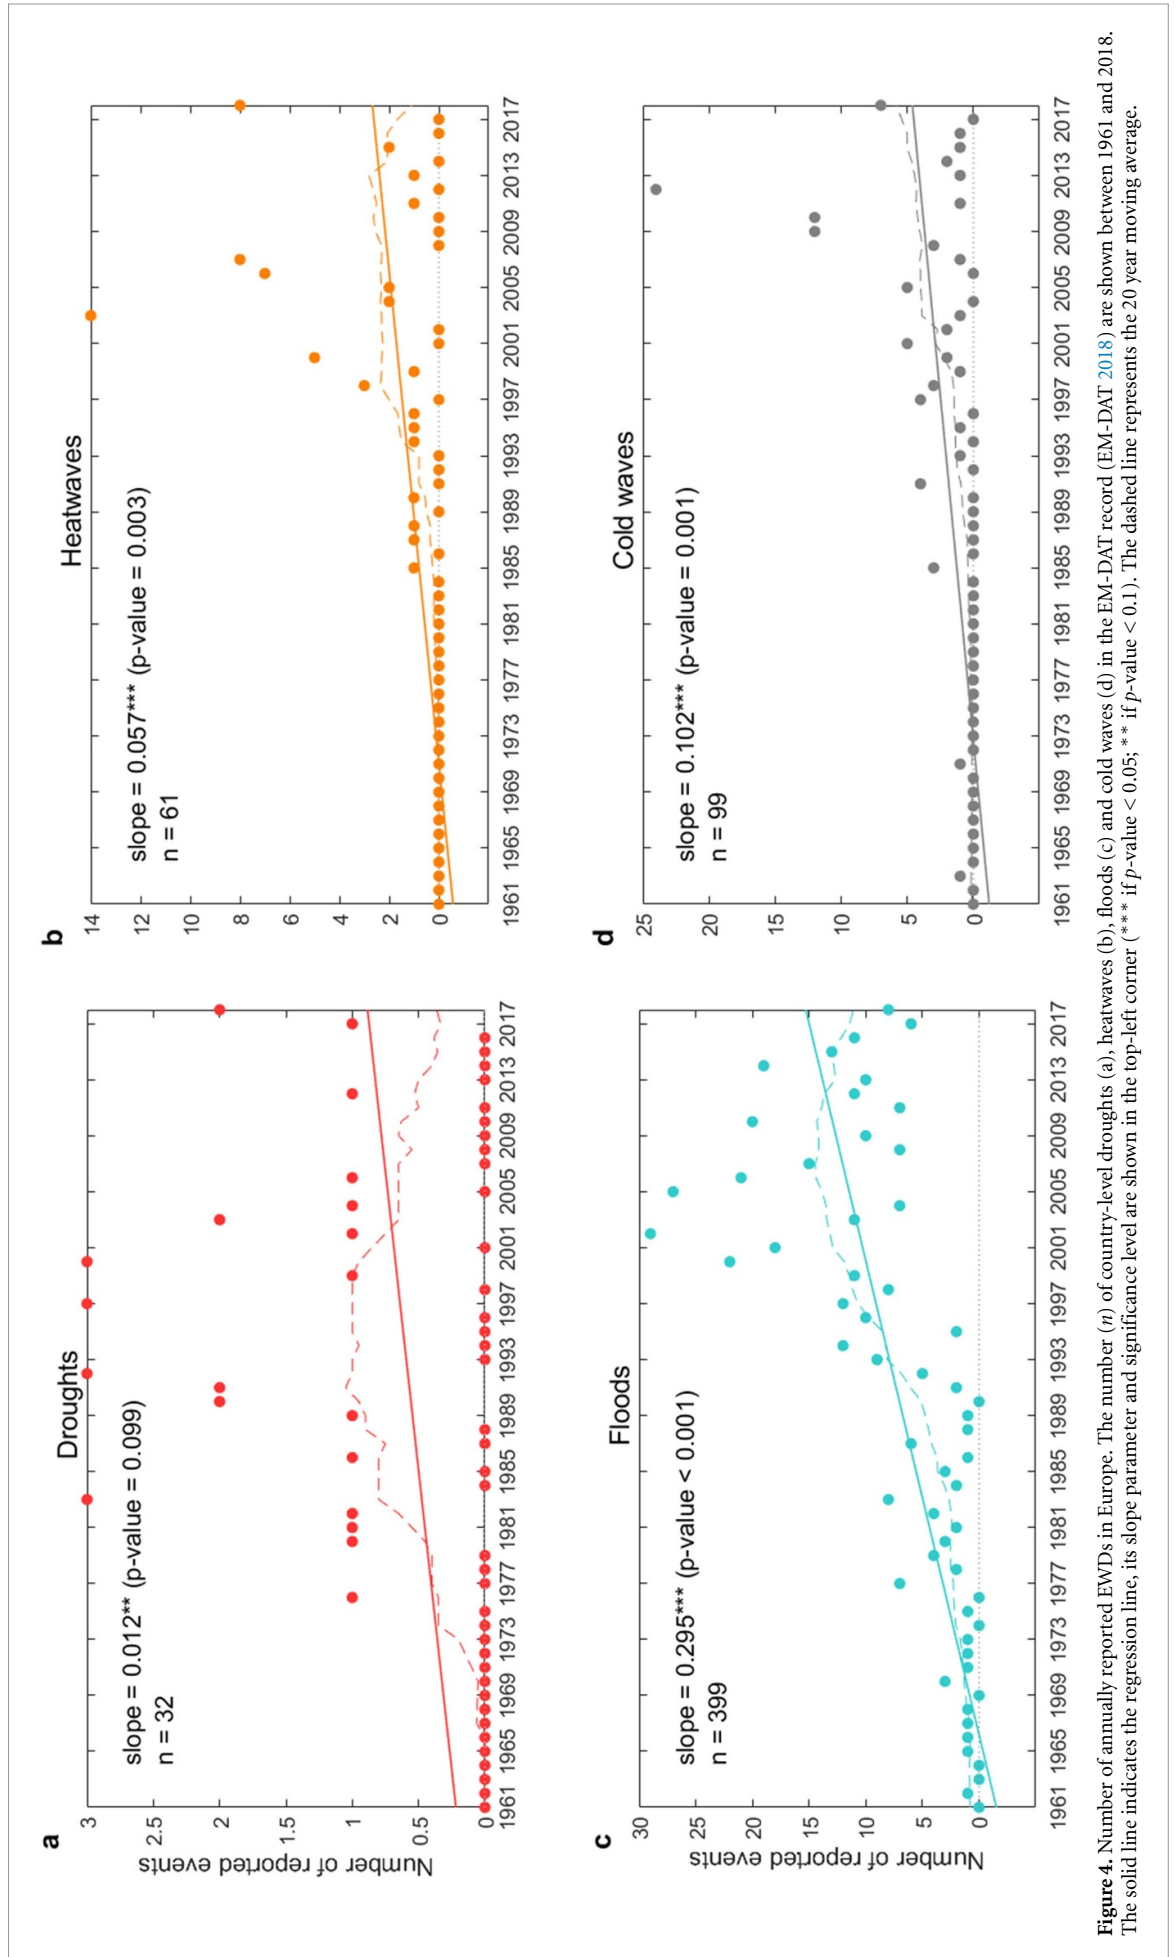 a
Droughts
slope = 0.012** (p-value = 0.099)
n = 32
Number of reported events
3
2.5
2
1.5
1
0.5
0
1961 1965 1969 1973 1977 1981 1985 1989 1993 1997 2001 2005 2009 2013 2017
b
Heatwaves
slope = 0.057*** (p-value = 0.003)
n = 61
14
12
10
8
6
4
2
0
1961 1965 1969 1973 1977 1981 1985 1989 1993 1997 2001 2005 2009 2013 2017
c
Floods
slope = 0.295*** (p-value < 0.001)
n = 399
Number of reported events
30
25
20
15
10
5
0
1961 1965 1969 1973 1977 1981 1985 1989 1993 1997 2001 2005 2009 2013 2017
d
Cold waves
slope = 0.102*** (p-value = 0.001)
n = 99
25
20
15
10
5
0
1961 1965 1969 1973 1977 1981 1985 1989 1993 1997 2001 2005 2009 2013 2017
Figure 4. Number of annually reported EWDs in Europe. The number (n) of country-level droughts (a), heatwaves (b), floods (c) and cold waves (d) in the EM-DAT record (EM-DAT 2018) are shown between 1961 and 2018.
The solid line indicates the regression line, its slope parameter and significance level are shown in the top-left corner (*** if p-value < 0.05; ** if p-value < 0.1). The dashed line represents the 20 year moving average.